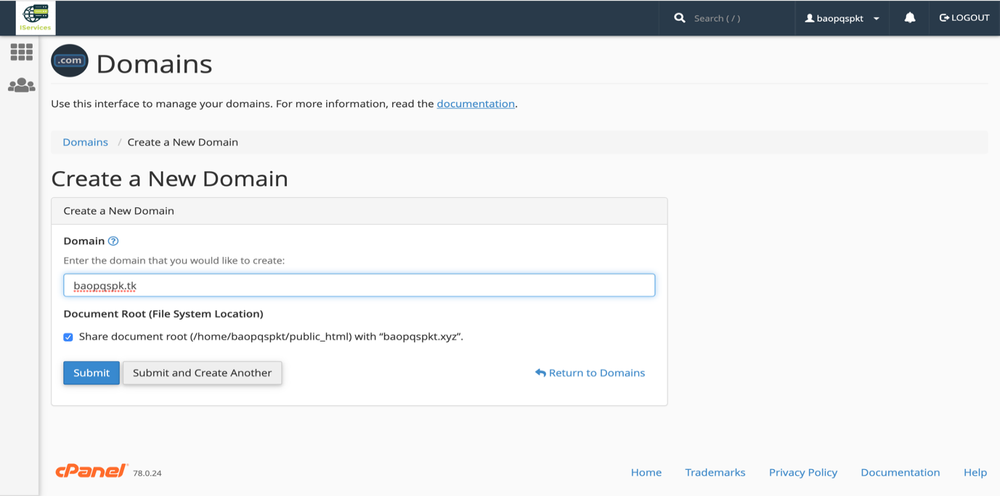 IServices
Search ( / )
baopqspkt
LOGOUT
.com
Domains
Use this interface to manage your domains. For more information, read the documentation.
Domains / Create a New Domain
Create a New Domain
Create a New Domain
Domain
Enter the domain that you would like to create:
baopqspk.tk
Document Root (File System Location)
Share document root (/home/baopqspkt/public_html) with “baopqspkt.xyz”.
Submit Submit and Create Another Return to Domains
cPanel 78.0.24 Home Trademarks Privacy Policy Documentation Help